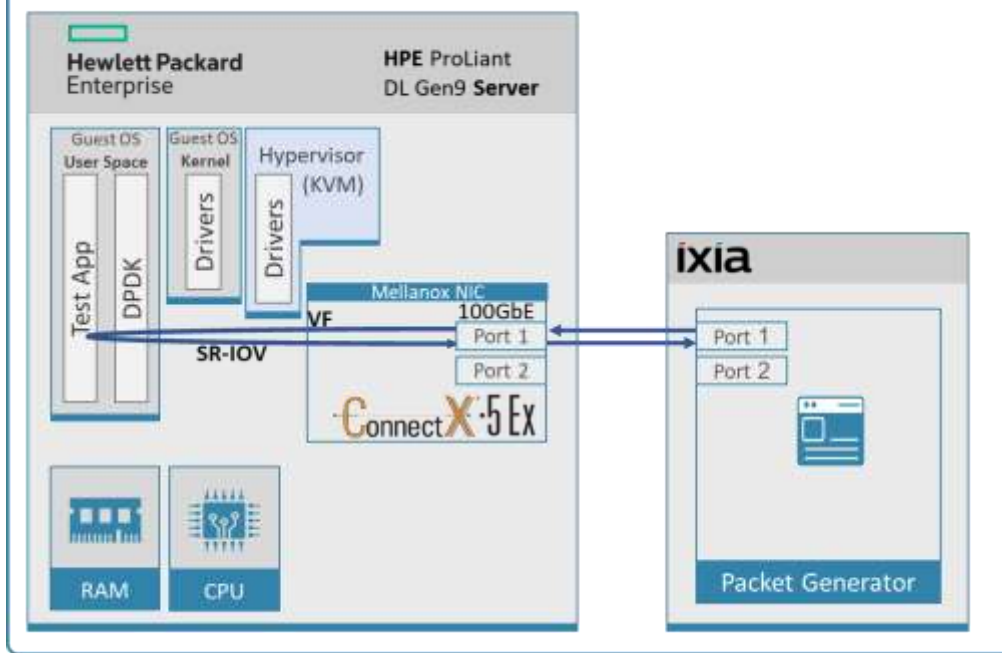 Hewlett Packard
Enterprise
HPE ProLiant
DL Gen9 Server
Guest OS
User Space
Test App
DPDK
Guest OS
Kernel
Drivers
Hypervisor
(KVM)
Drivers
Mellanox NIC
VF
100GbE
Port 1
SR-IOV
Port 2
ConnectX·5 EX
RAM
CPU
ixia
Port 1
Port 2
Packet Generator